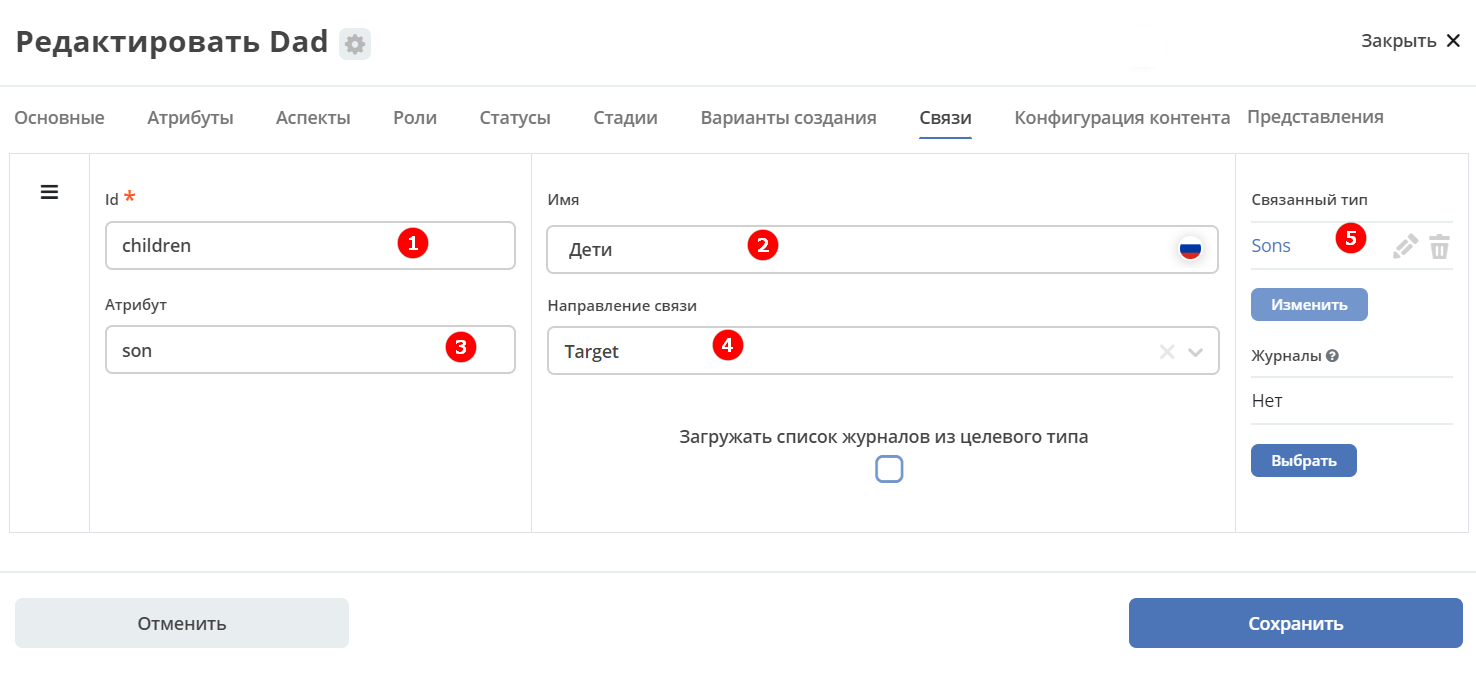 Редактировать Dad
Закрыть
Основные Атрибуты Аспекты Роли Статусы Стадии Варианты создания Связи Конфигурация контента Представления
Id *
children 1
Атрибут
son 3
Имя
Дети 2
Направление связи
Target 4
Загружать список журналов из целевого типа
Связанный тип
Sons 5
Изменить
Журналы ?
Нет
Выбрать
Отменить
Сохранить